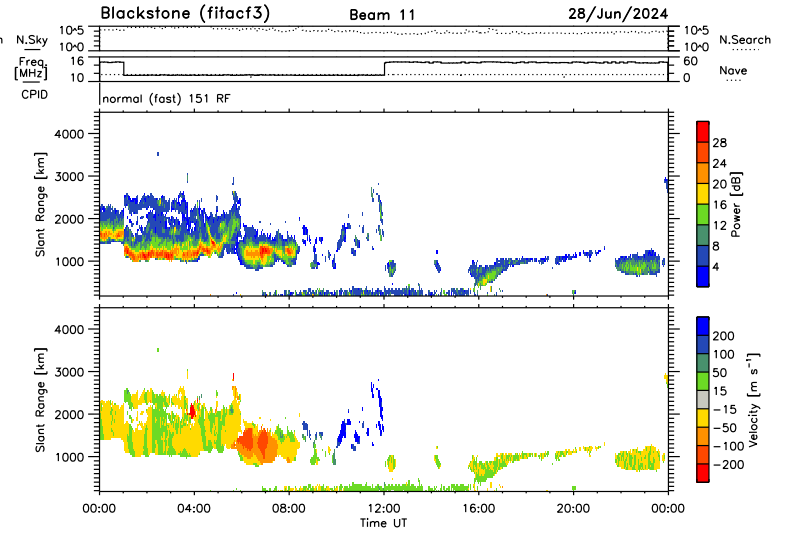 Blackstone (fitacf3) Beam 11 28/Jun/2024
N.Sky 10^5 10^0 10^5 10^0 N.Search
Freq. [MHz] 16 10 60 0 Nave
CPID normal (fast) 151 RF
Slant Range [km]
4000
3000
2000
1000
28
24
20
16
12
8
4
Power [dB]
Slant Range [km]
4000
3000
2000
1000
200
100
50
15
−15
−50
−100
−200
Velocity [m s⁻¹]
00:00 04:00 08:00 12:00 16:00 20:00 00:00
Time UT